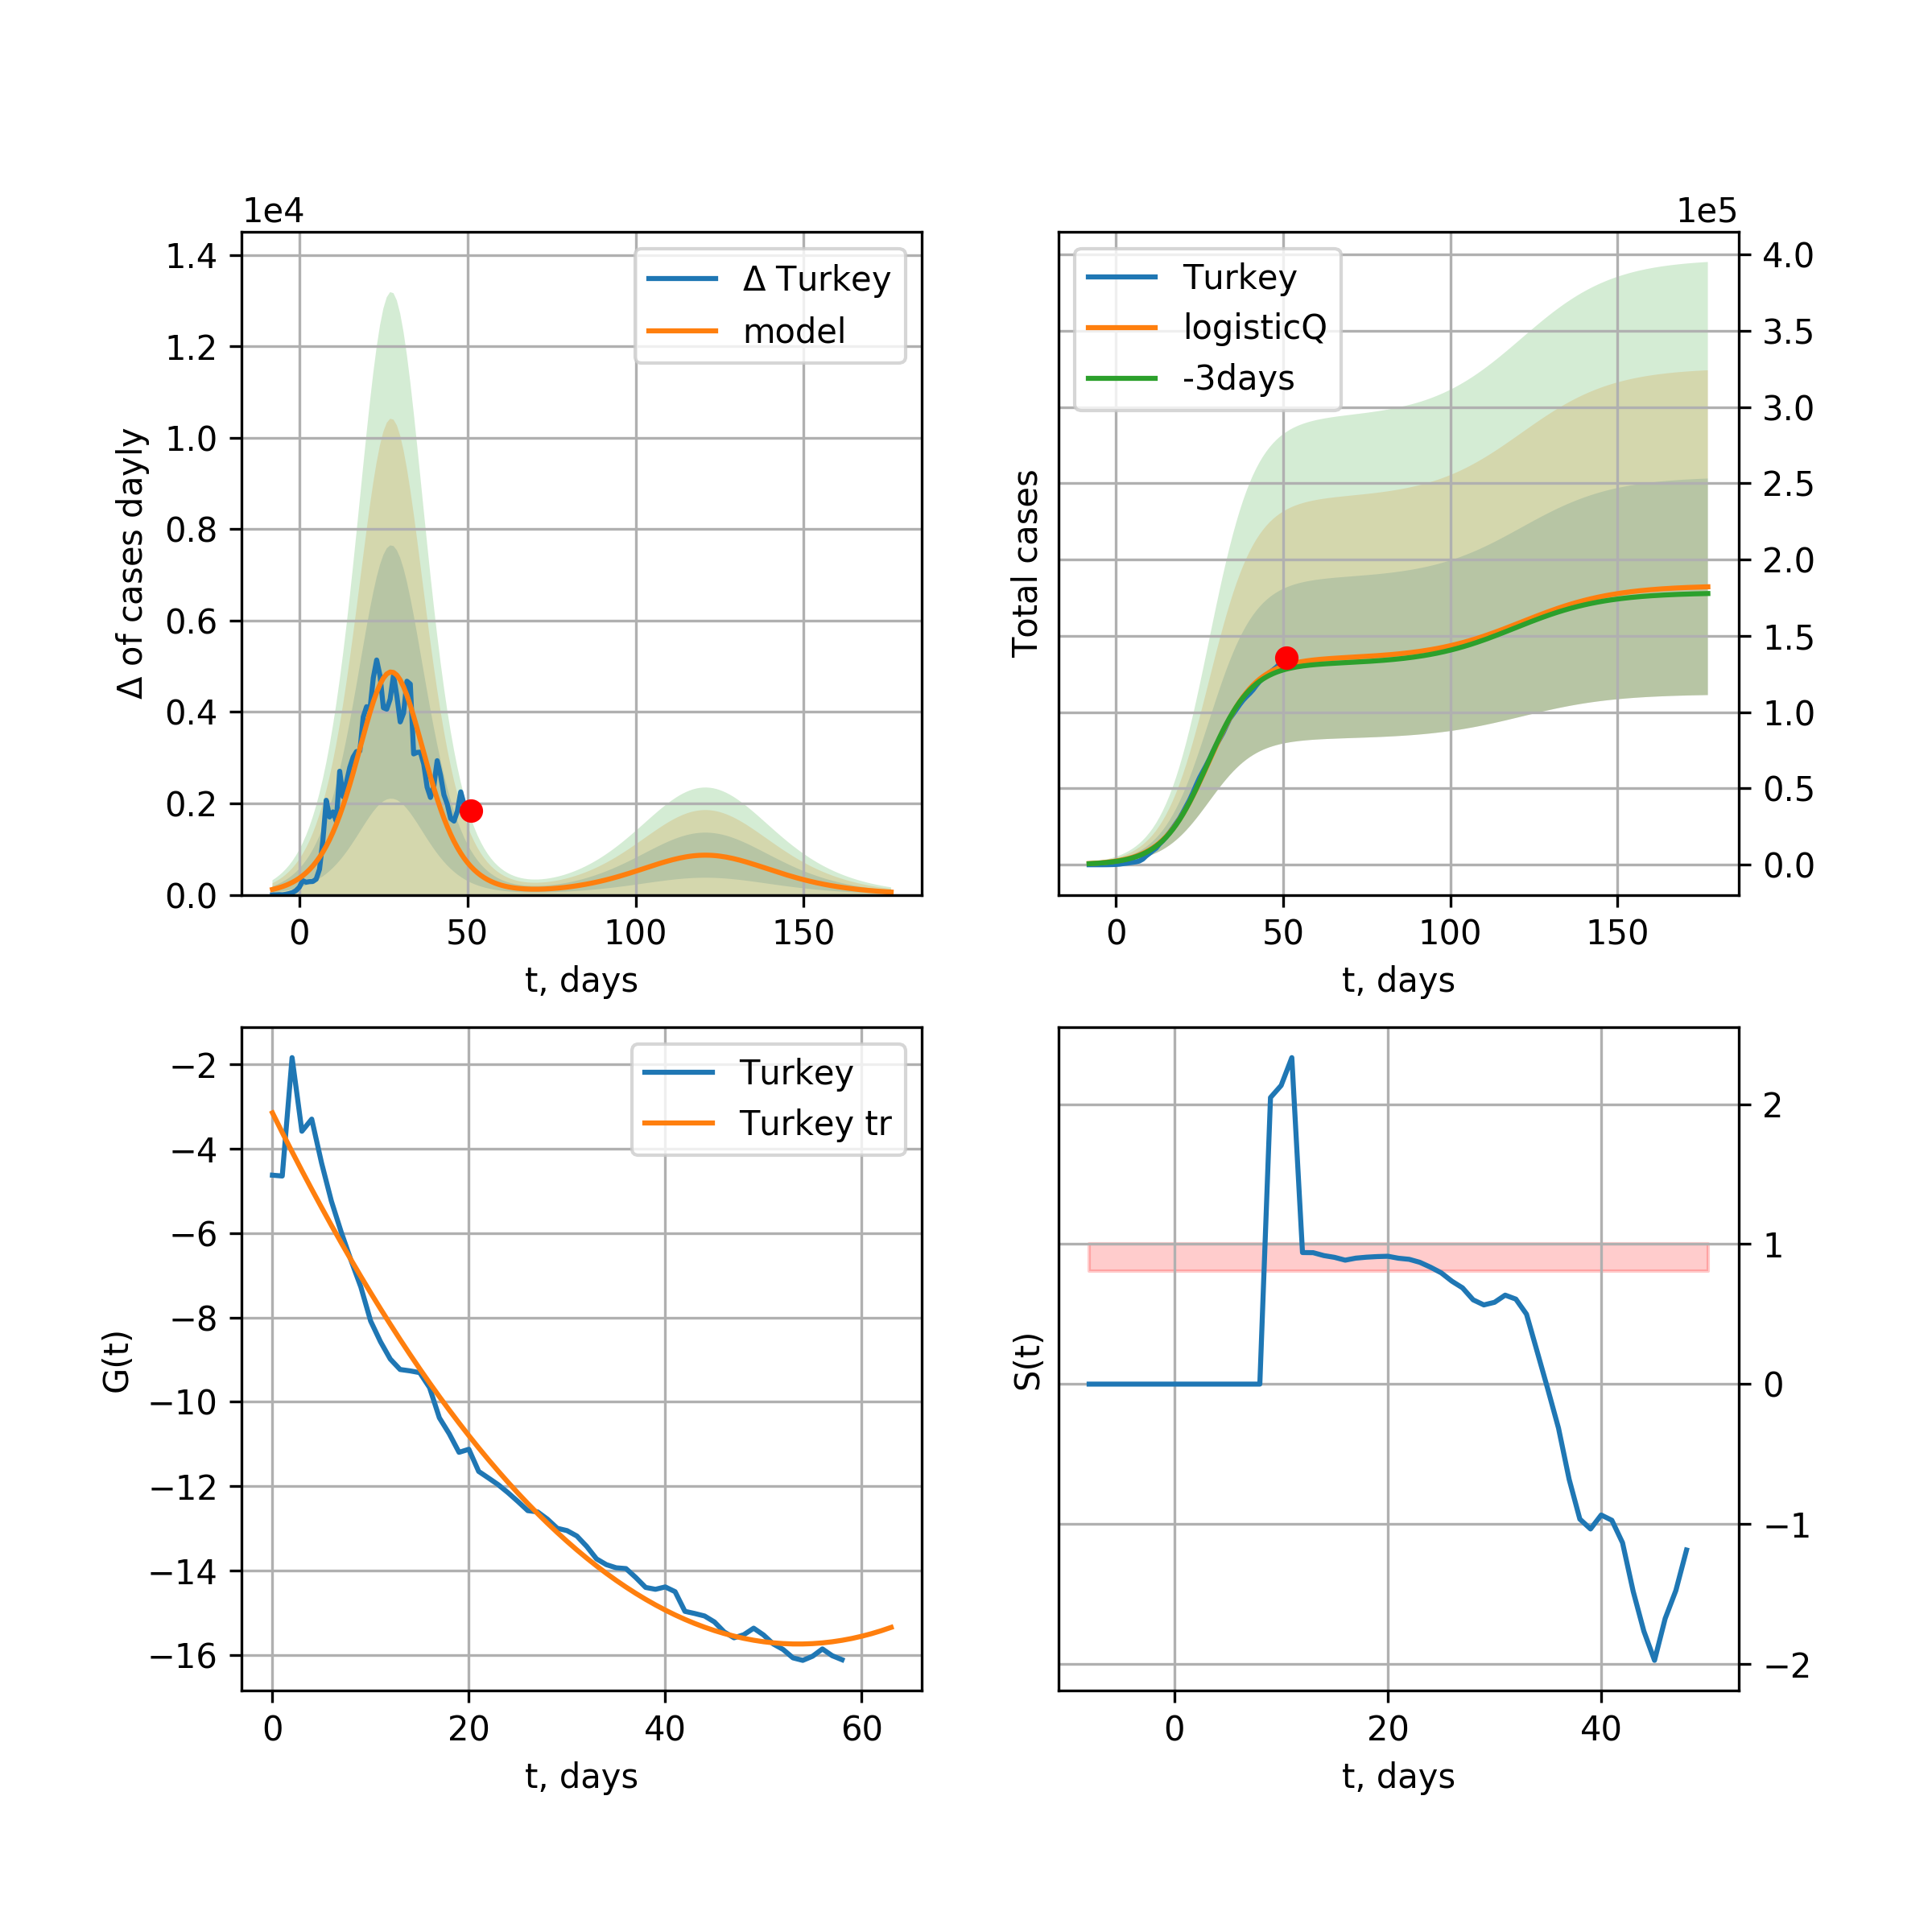 1e4
1.4
1.2
1.0
0.8
0.6
0.4
0.2
0.0
Δ of cases dayly
Δ Turkey
model
0
50
100
150
t, days
1e5
Turkey
logisticQ
-3days
Total cases
4.0
3.5
3.0
2.5
2.0
1.5
1.0
0.5
0.0
0
50
100
150
t, days
−2
−4
−6
−8
−10
−12
−14
−16
G(t)
Turkey
Turkey tr
0
20
40
60
t, days
S(t)
2
1
0
−1
−2
0
20
40
t, days